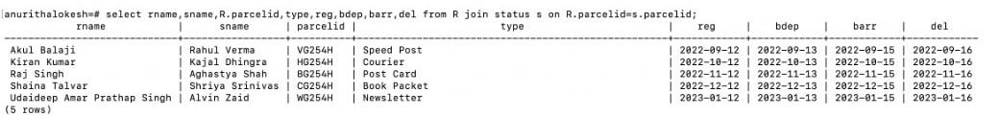 anurithalokesh=# select rname,sname,R.parcelid,type,reg,bdep,barr,del from R join status s on R.parcelid=s.parcelid;
rname | sname | parcelid | type | reg | bdep | barr | del
Akul Balaji | Rahul Verma | VG254H | Speed Post | 2022-09-12 | 2022-09-13 | 2022-09-15 | 2022-09-16
Kiran Kumar | Kajal Dhingra | HG254H | Courier | 2022-10-12 | 2022-10-13 | 2022-10-15 | 2022-10-16
Raj Singh | Aghastya Shah | BG254H | Post Card | 2022-11-12 | 2022-11-13 | 2022-11-15 | 2022-11-16
Shaina Talvar | Shriya Srinivas | CG254H | Book Packet | 2022-12-12 | 2022-12-13 | 2022-12-15 | 2022-12-16
Udaideep Amar Prathap Singh | Alvin Zaid | WG254H | Newsletter | 2023-01-12 | 2023-01-13 | 2023-01-15 | 2023-01-16
(5 rows)